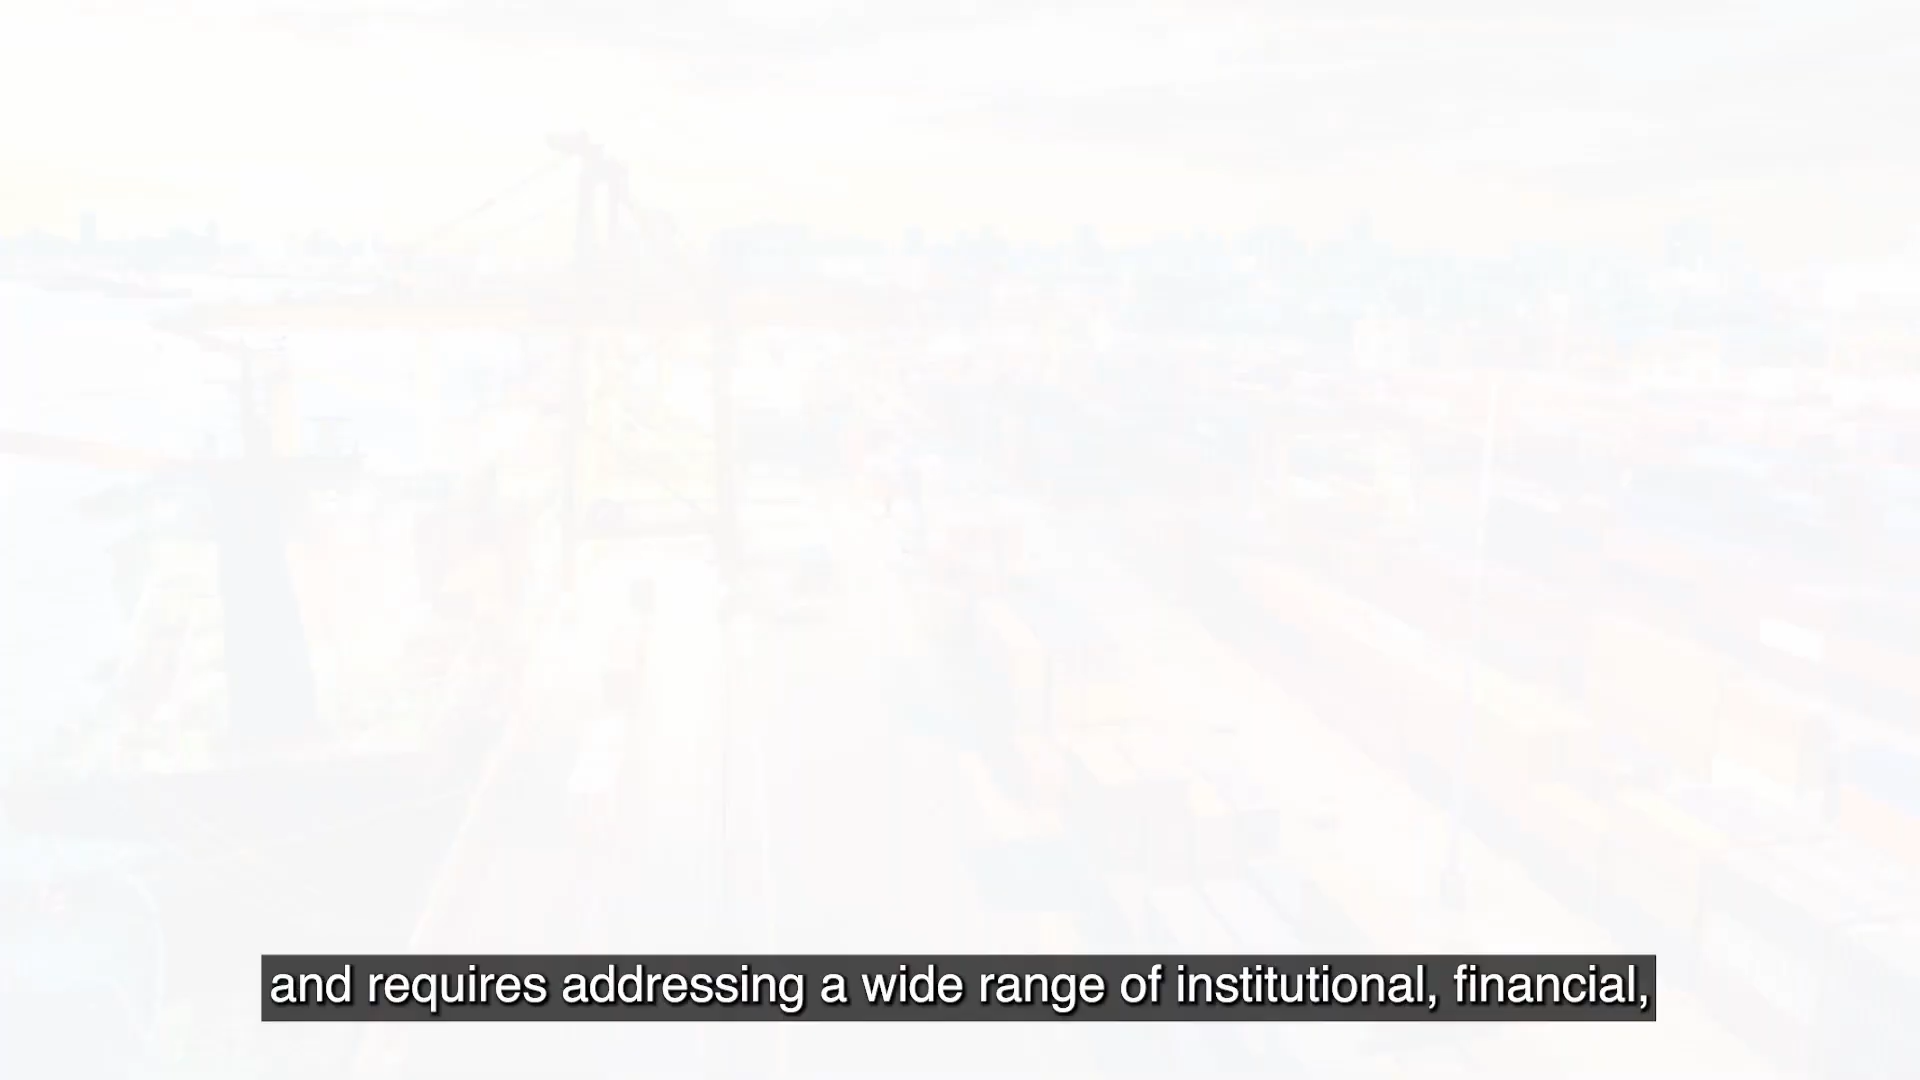 and requires addressing a wide range of institutional, financial,